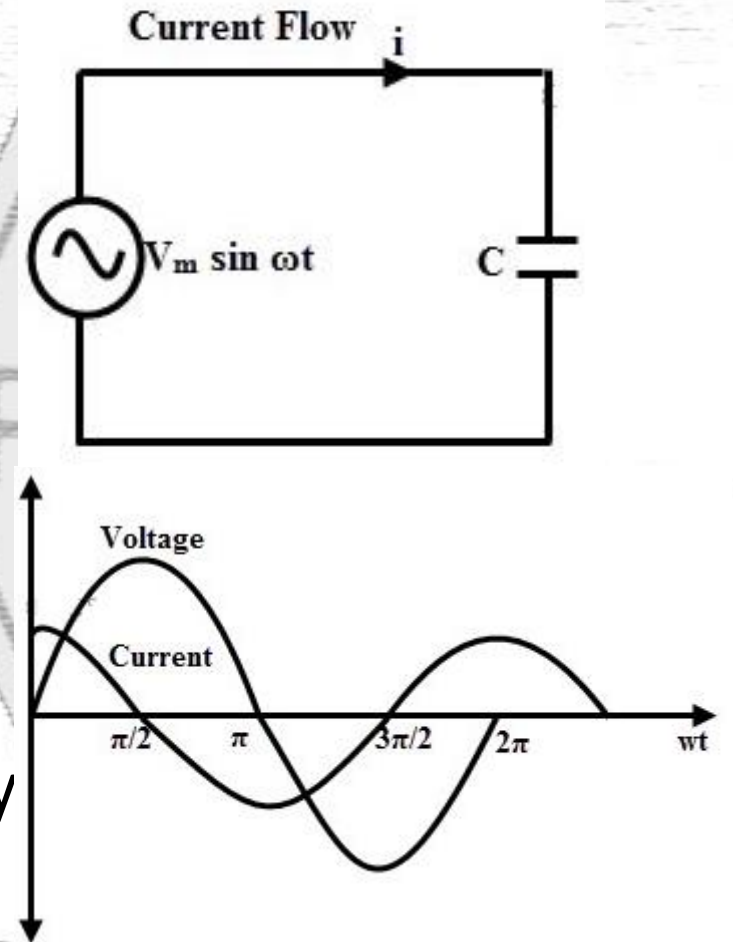 Current Flow
i
Vm sin ωt
C
Voltage
Current
π/2 π 3π/2 2π wt